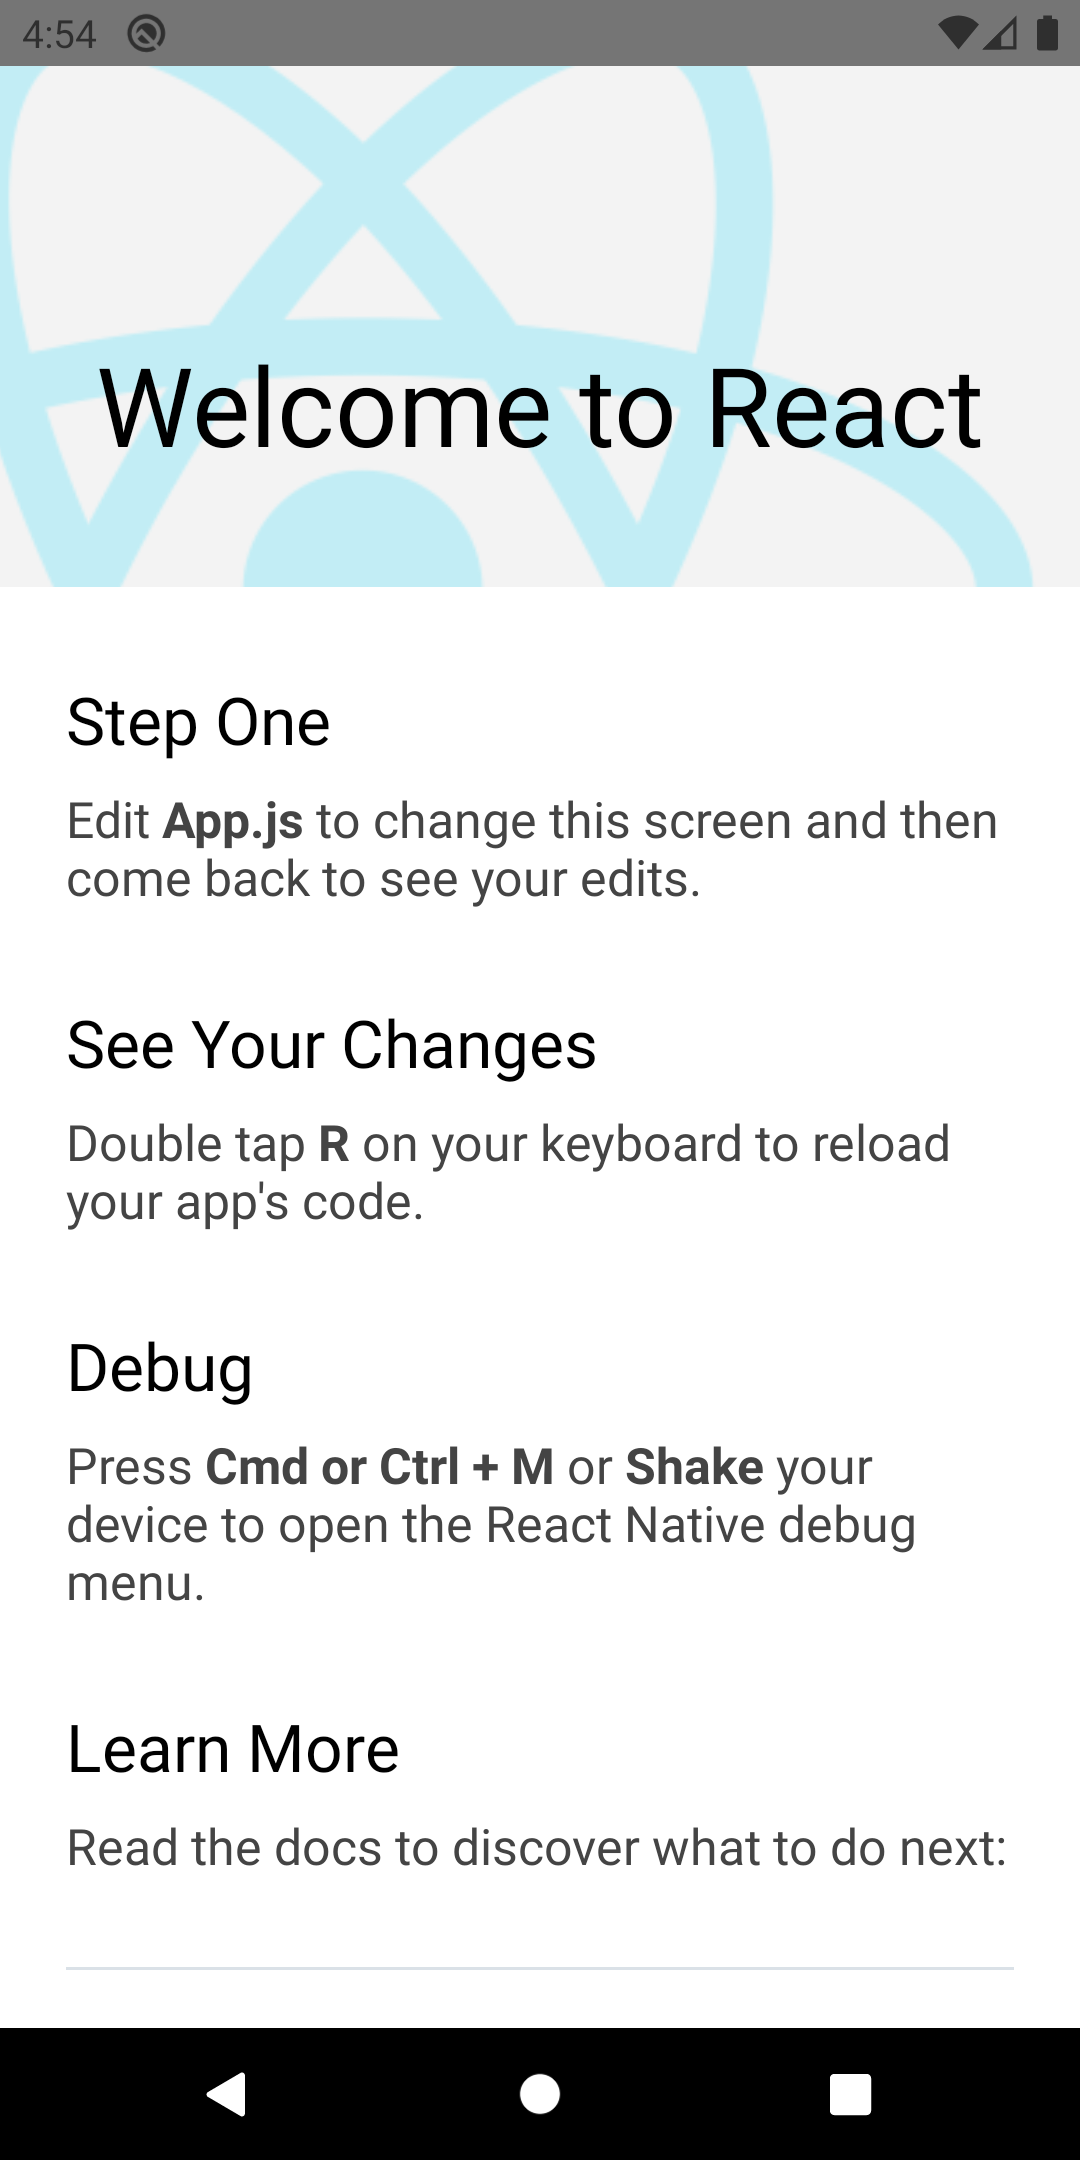 4:54
Welcome to React
Step One
Edit App.js to change this screen and then
come back to see your edits.
See Your Changes
Double tap R on your keyboard to reload
your app's code.
Debug
Press Cmd or Ctrl + M or Shake your
device to open the React Native debug
menu.
Learn More
Read the docs to discover what to do next: